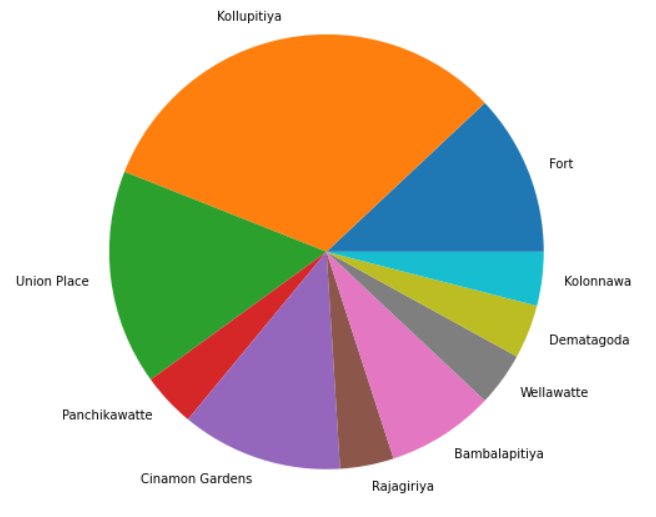 Kollupitiya
Fort
Union Place
Kolonnawa
Dematagoda
Wellawatte
Panchikawatte
Bambalapitiya
Cinamon Gardens
Rajagiriya